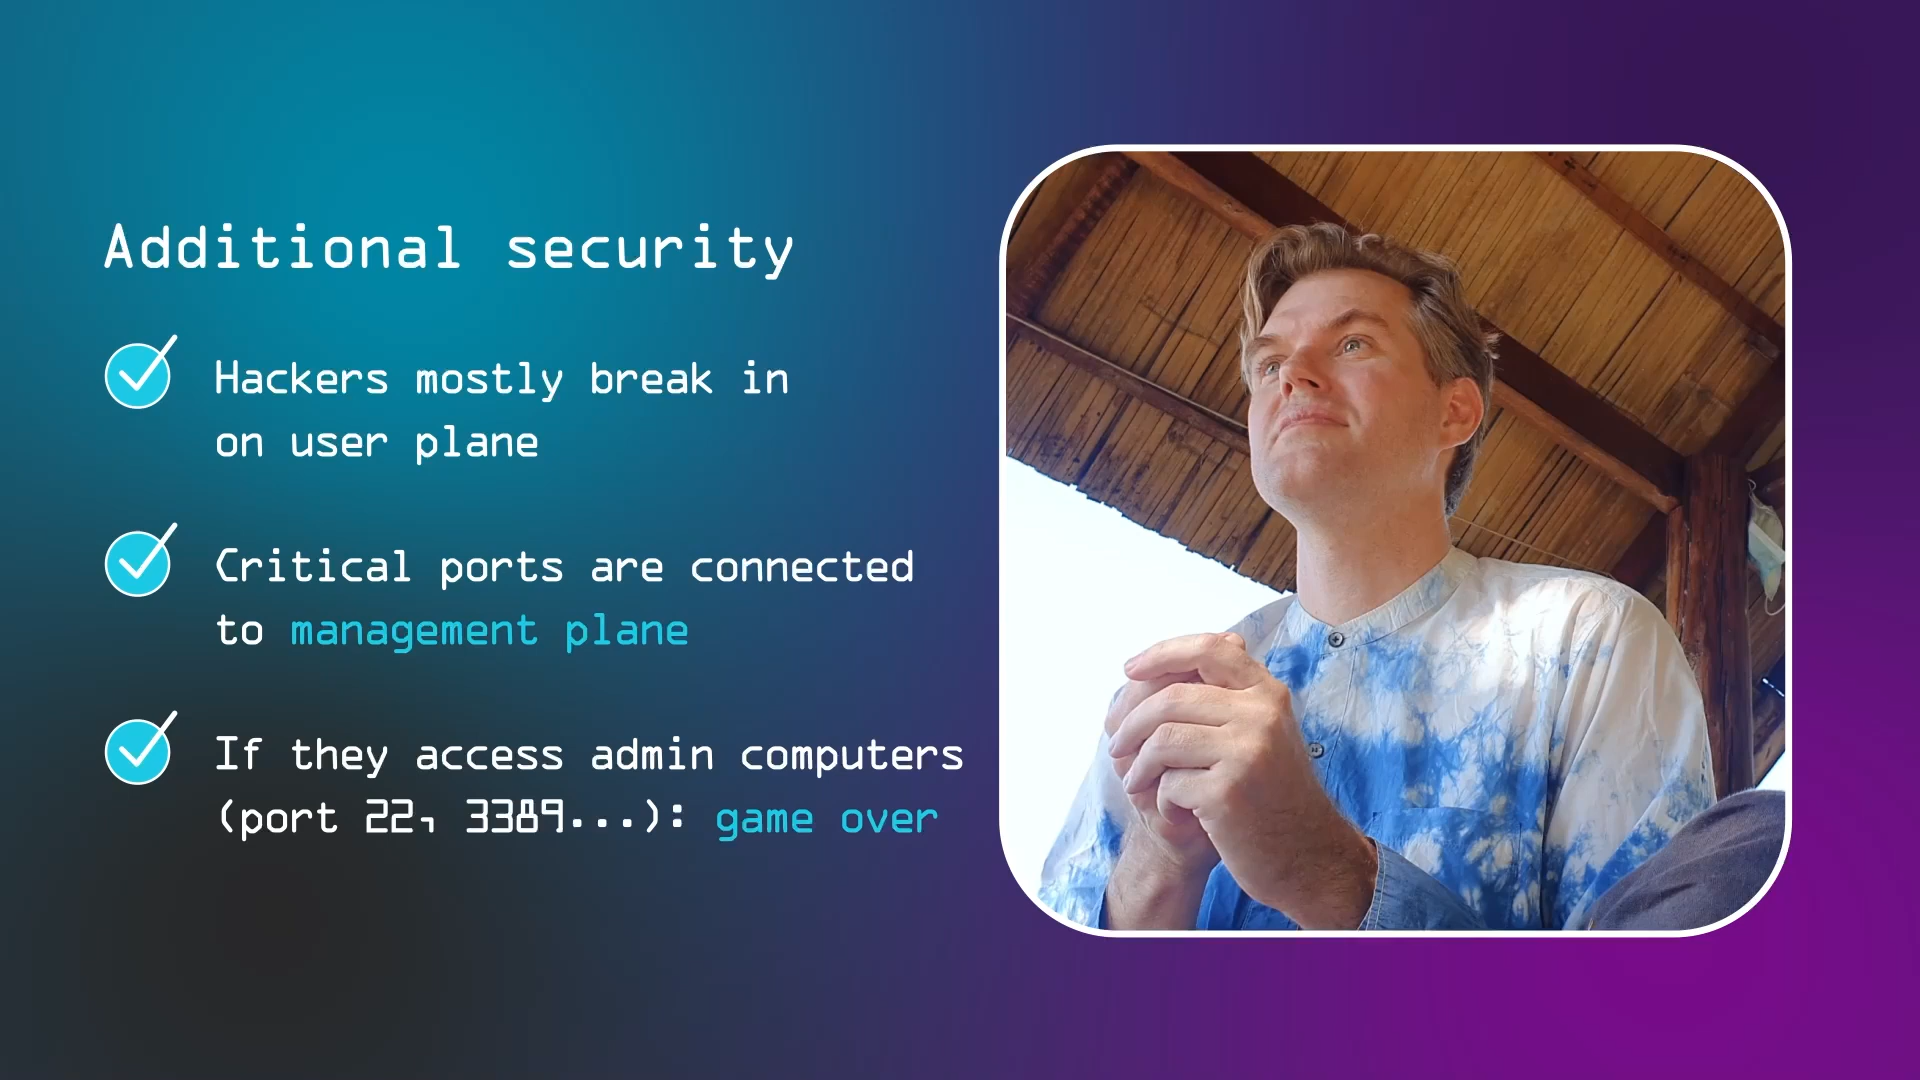 Additional security
Hackers mostly break in
on user plane
Critical ports are connected
to management plane
If they access admin computers
(port 22, 3389...): game over